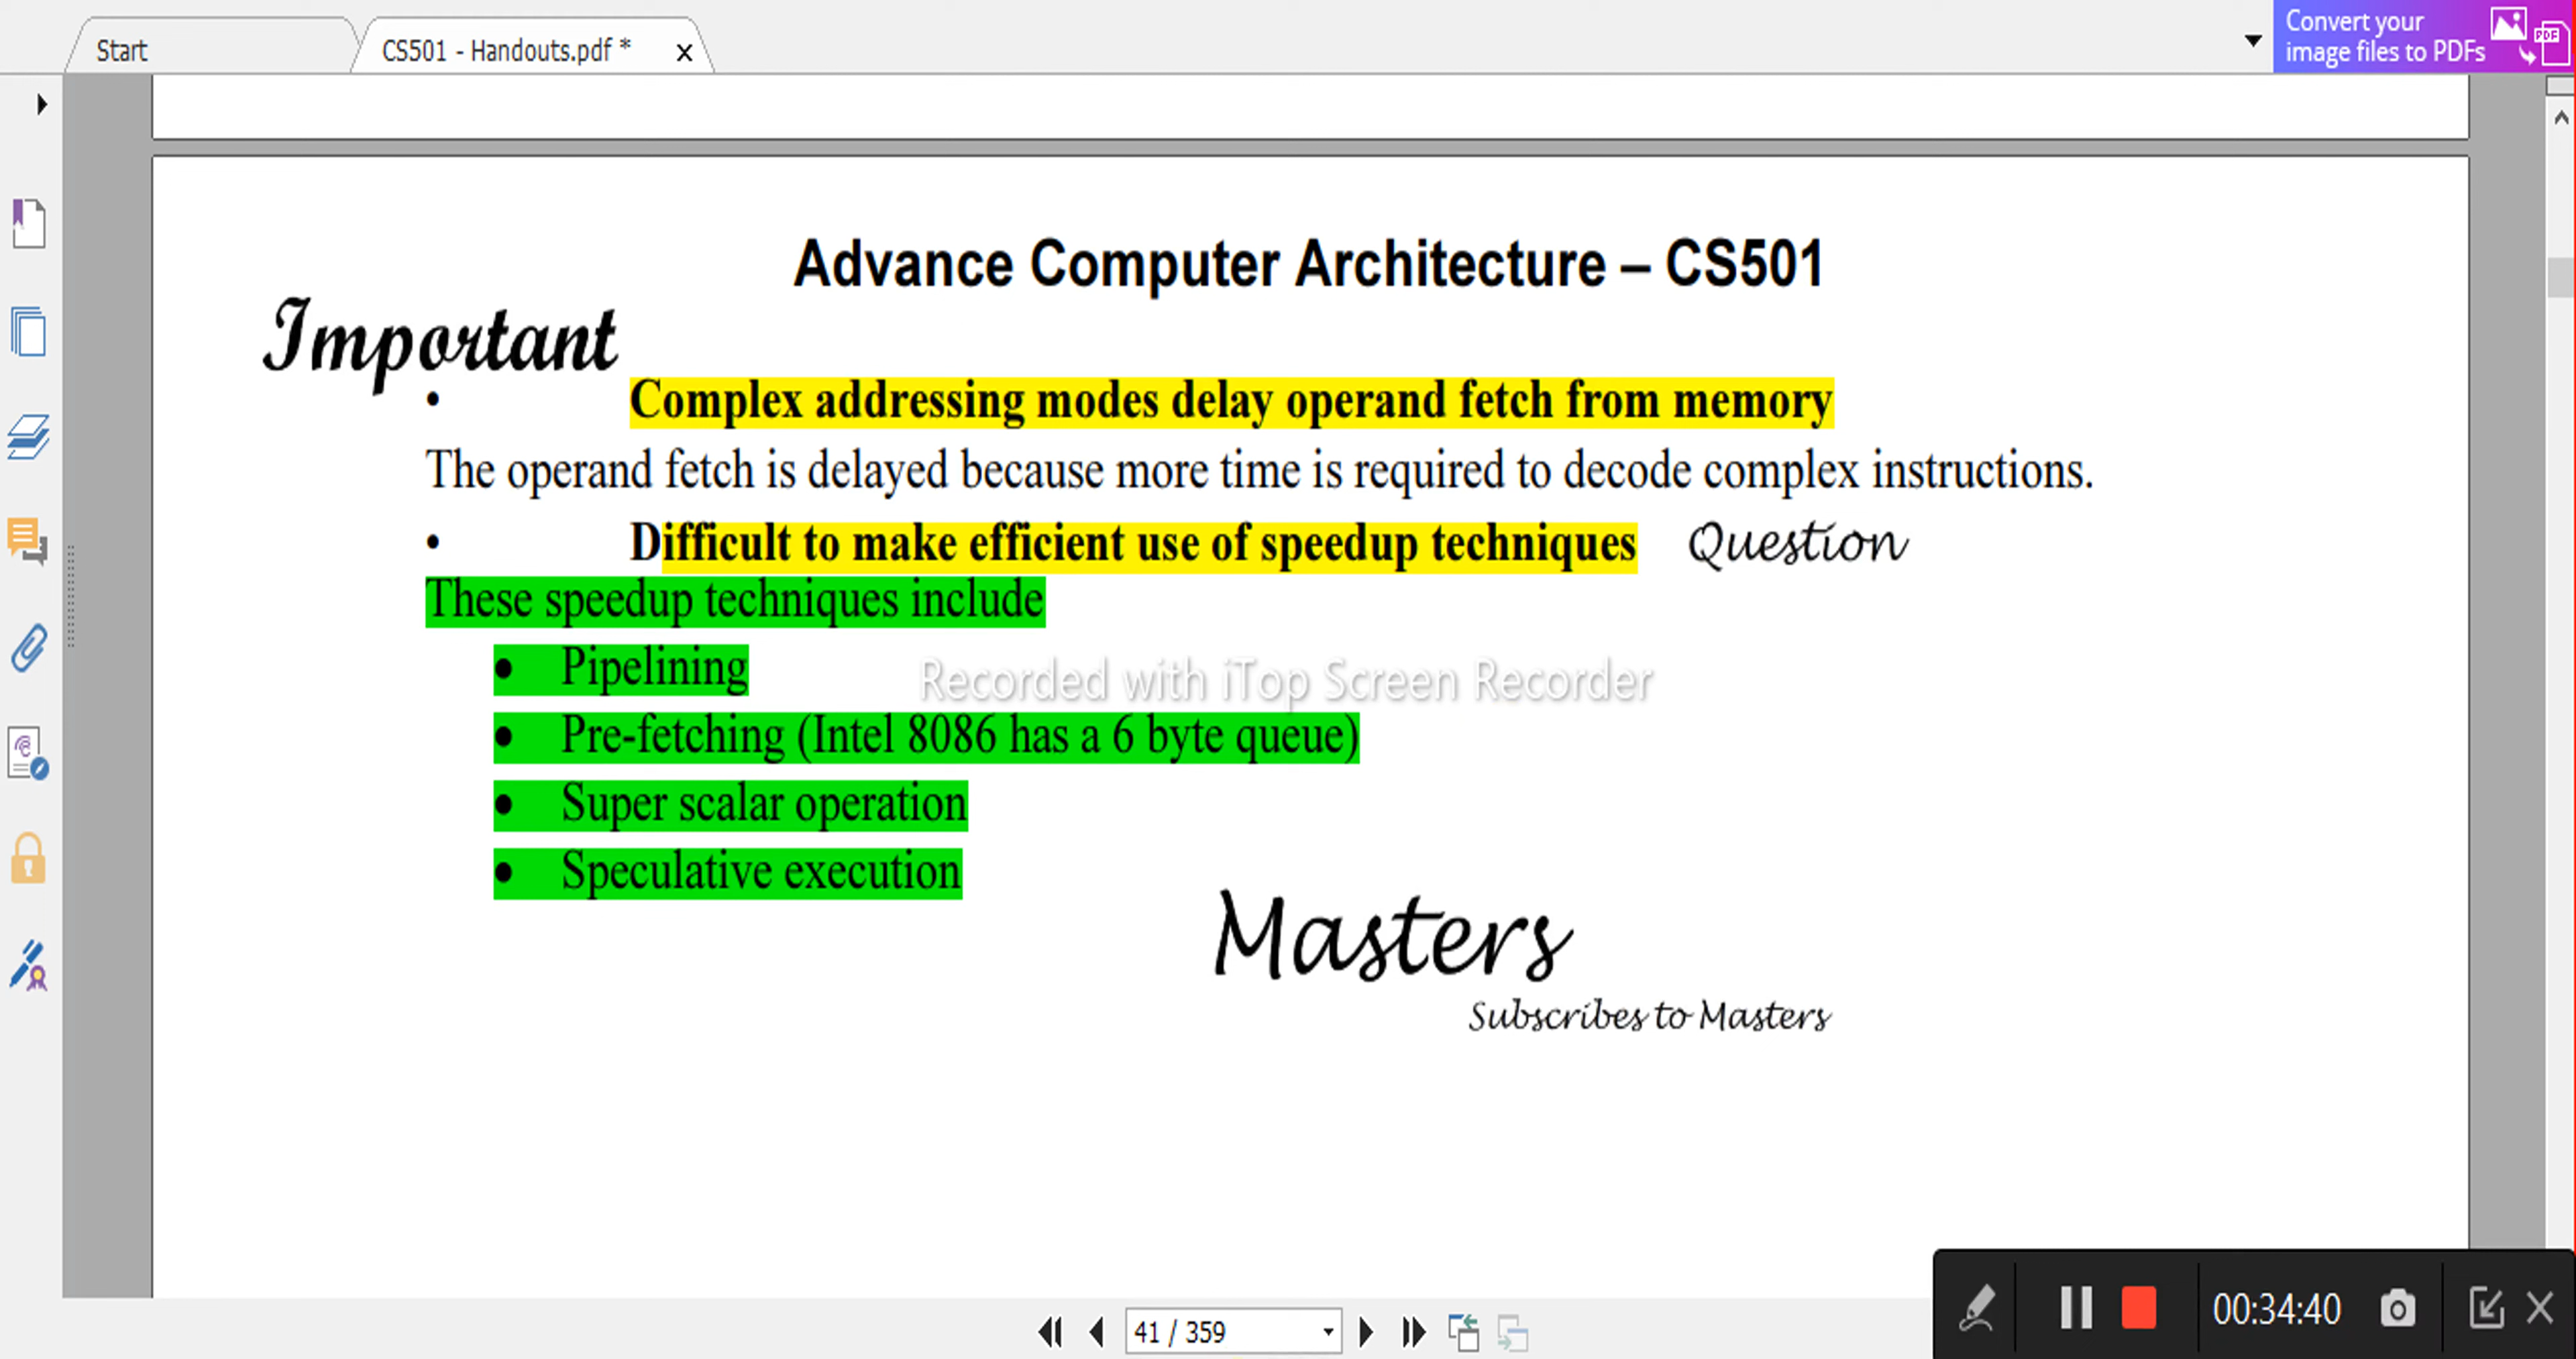 Start
CS501 - Handouts.pdf *
Convert your
image files to PDFs
PDF
Advance Computer Architecture – CS501
Important
• Complex addressing modes delay operand fetch from memory
The operand fetch is delayed because more time is required to decode complex instructions.
• Difficult to make efficient use of speedup techniques Question
These speedup techniques include
• Pipelining
Recorded with iTop Screen Recorder
• Pre-fetching (Intel 8086 has a 6 byte queue)
• Super scalar operation
• Speculative execution
Masters
Subscribes to Masters
41 / 359
00:34:40